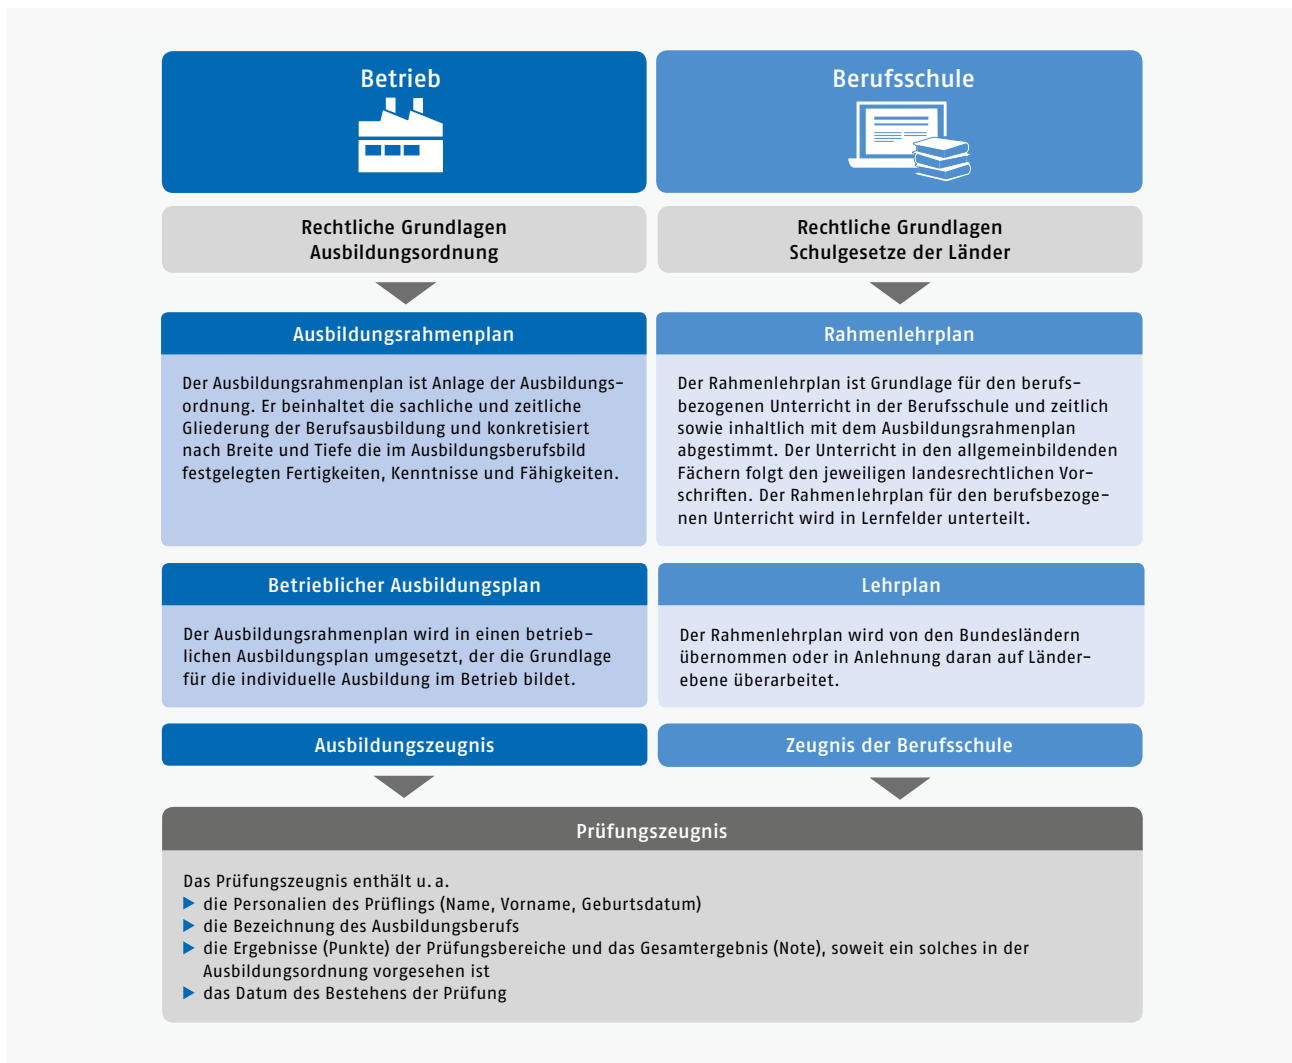 Betrieb
Berufsschule
Rechtliche Grundlagen
Ausbildungsordnung
Rechtliche Grundlagen
Schulgesetze der Länder
Ausbildungsrahmenplan
Der Ausbildungsrahmenplan ist Anlage der Ausbildungs-
ordnung. Er beinhaltet die sachliche und zeitliche
Gliederung der Berufsausbildung und konkretisiert
nach Breite und Tiefe die im Ausbildungsberufsbild
festgelegten Fertigkeiten, Kenntnisse und Fähigkeiten.
Rahmenlehrplan
Der Rahmenlehrplan ist Grundlage für den berufs-
bezogenen Unterricht in der Berufsschule und zeitlich
sowie inhaltlich mit dem Ausbildungsrahmenplan
abgestimmt. Der Unterricht in den allgemeinbildenden
Fächern folgt den jeweiligen landesrechtlichen Vor-
schriften. Der Rahmenlehrplan für den berufsbezoge-
nen Unterricht wird in Lernfelder unterteilt.
Betrieblicher Ausbildungsplan
Der Ausbildungsrahmenplan wird in einen betrieb-
lichen Ausbildungsplan umgesetzt, der die Grundlage
für die individuelle Ausbildung im Betrieb bildet.
Lehrplan
Der Rahmenlehrplan wird von den Bundesländern
übernommen oder in Anlehnung daran auf Länder-
ebene überarbeitet.
Ausbildungszeugnis
Zeugnis der Berufsschule
Prüfungszeugnis
Das Prüfungszeugnis enthält u. a.
▶ die Personalien des Prüflings (Name, Vorname, Geburtsdatum)
▶ die Bezeichnung des Ausbildungsberufs
▶ die Ergebnisse (Punkte) der Prüfungsbereiche und das Gesamtergebnis (Note), soweit ein solches in der
Ausbildungsordnung vorgesehen ist
▶ das Datum des Bestehens der Prüfung